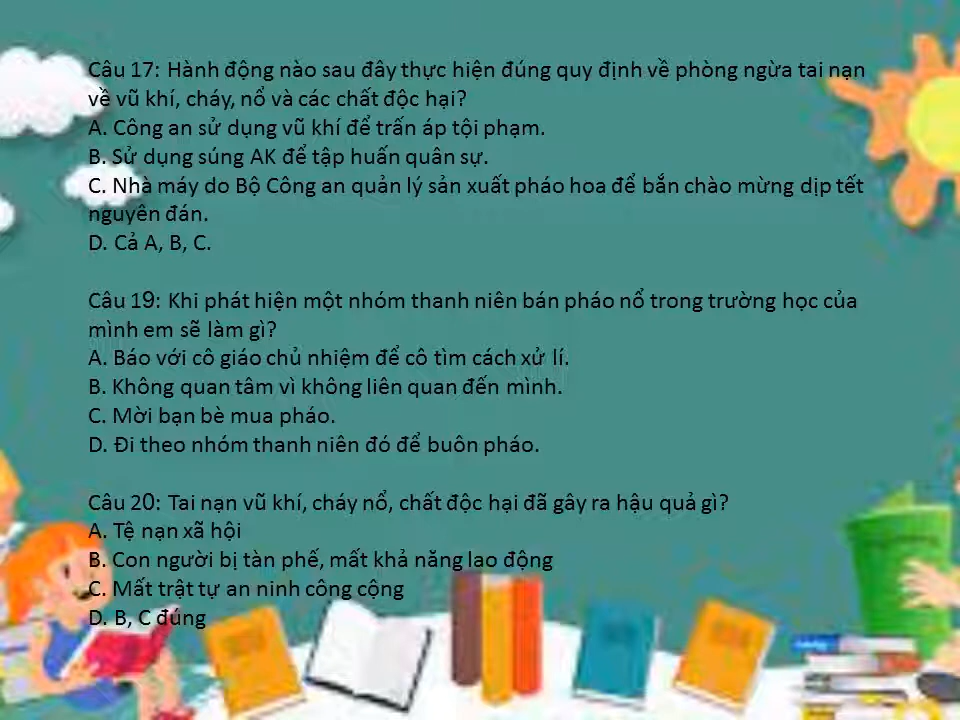 Câu 17: Hành động nào sau đây thực hiện đúng quy định về phòng ngừa tai nạn
về vũ khí, cháy, nổ và các chất độc hại?
A. Công an sử dụng vũ khí để trấn áp tội phạm.
B. Sử dụng súng AK để tập huấn quân sự.
C. Nhà máy do Bộ Công an quản lý sản xuất pháo hoa để bắn chào mừng dịp tết
nguyên đán.
D. Cả A, B, C.
Câu 19: Khi phát hiện một nhóm thanh niên bán pháo nổ trong trường học của
mình em sẽ làm gì?
A. Báo với cô giáo chủ nhiệm để cô tìm cách xử lí.
B. Không quan tâm vì không liên quan đến mình.
C. Mời bạn bè mua pháo.
D. Đi theo nhóm thanh niên đó để buôn pháo.
Câu 20: Tai nạn vũ khí, cháy nổ, chất độc hại đã gây ra hậu quả gì?
A. Tệ nạn xã hội
B. Con người bị tàn phế, mất khả năng lao động
C. Mất trật tự an ninh công cộng
D. B, C đúng